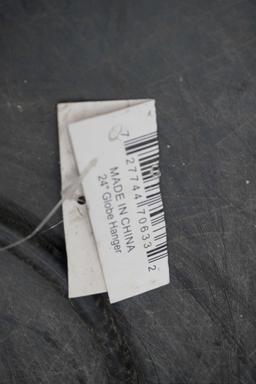 7 27744 70633 2
MADE IN CHINA
24" Globe Hanger